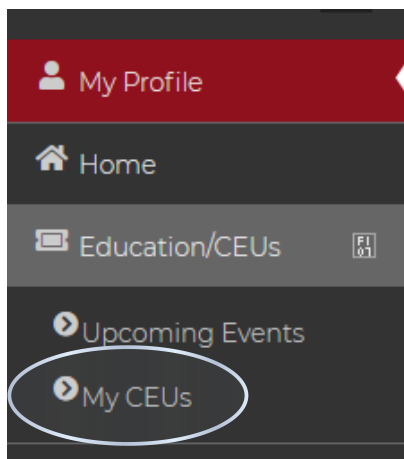 My Profile
Home
Education/CEUs
Upcoming Events
My CEUs